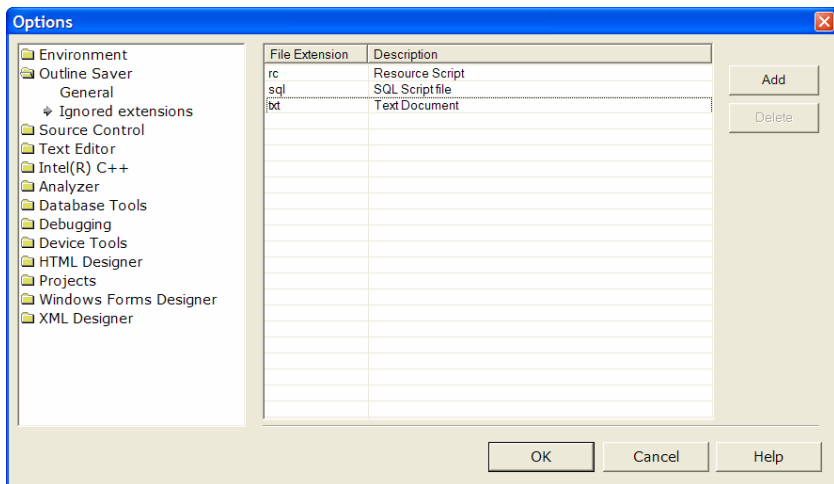 Options
Environment
Outline Saver
General
Ignored extensions
Source Control
Text Editor
Intel(R) C++
Analyzer
Database Tools
Debugging
Device Tools
HTML Designer
Projects
Windows Forms Designer
XML Designer
File Extension Description
rc Resource Script
sql SQL Script file
txt Text Document
Add
Delete
OK Cancel Help